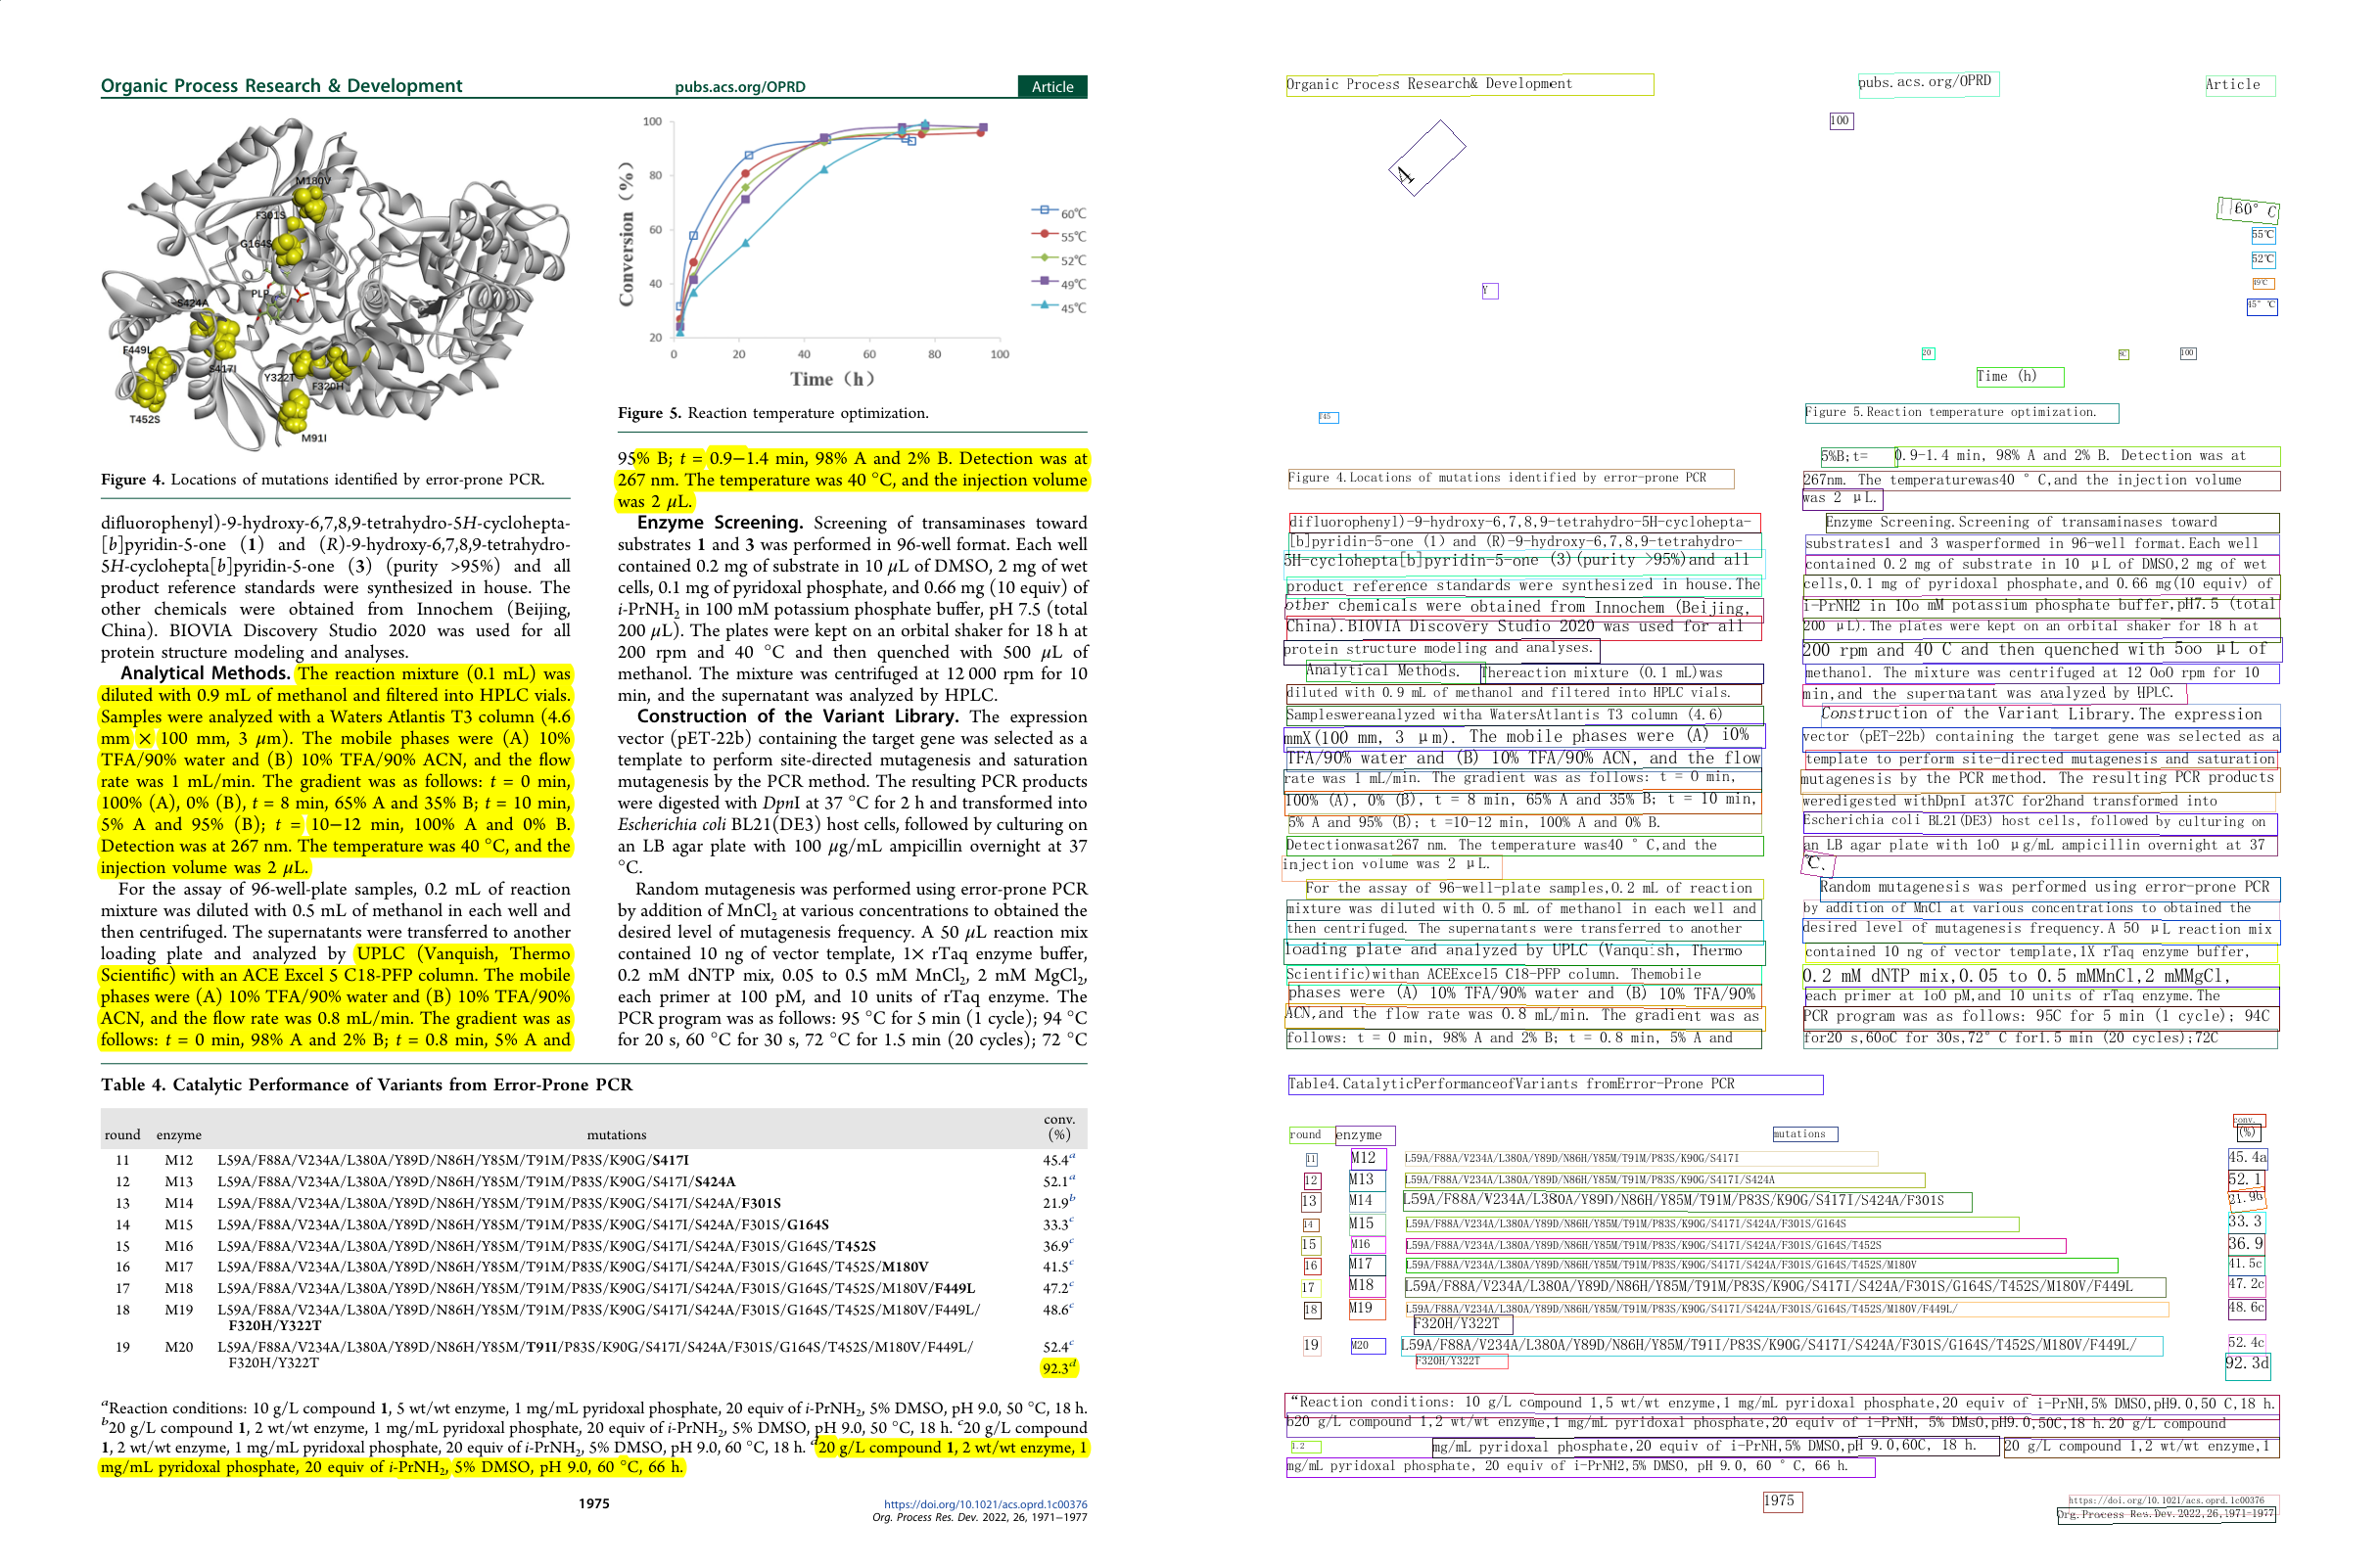 Organic Process Research & Development
pubs.acs.org/OPRD
Article
M180V
F301S
G164S
PLP
S424A
F449L
S417I
Y322T
F320H
T452S
M91I
Figure 4. Locations of mutations identified by error-prone PCR.
100
80
60
40
20
0 20 40 60 80 100
Conversion (%)
Time (h)
60℃
55℃
52℃
49℃
45℃
Figure 5. Reaction temperature optimization.
difluorophenyl)-9-hydroxy-6,7,8,9-tetrahydro-5H-cyclohepta-
[b]pyridin-5-one (1) and (R)-9-hydroxy-6,7,8,9-tetrahydro-
5H-cyclohepta[b]pyridin-5-one (3) (purity >95%) and all
product reference standards were synthesized in house. The
other chemicals were obtained from Innochem (Beijing,
China). BIOVIA Discovery Studio 2020 was used for all
protein structure modeling and analyses.
Analytical Methods. The reaction mixture (0.1 mL) was
diluted with 0.9 mL of methanol and filtered into HPLC vials.
Samples were analyzed with a Waters Atlantis T3 column (4.6
mm × 100 mm, 3 μm). The mobile phases were (A) 10%
TFA/90% water and (B) 10% TFA/90% ACN, and the flow
rate was 1 mL/min. The gradient was as follows: t = 0 min,
100% (A), 0% (B), t = 8 min, 65% A and 35% B; t = 10 min,
5% A and 95% (B); t = 10−12 min, 100% A and 0% B.
Detection was at 267 nm. The temperature was 40 °C, and the
injection volume was 2 μL.
For the assay of 96-well-plate samples, 0.2 mL of reaction
mixture was diluted with 0.5 mL of methanol in each well and
then centrifuged. The supernatants were transferred to another
loading plate and analyzed by UPLC (Vanquish, Thermo
Scientific) with an ACE Excel 5 C18-PFP column. The mobile
phases were (A) 10% TFA/90% water and (B) 10% TFA/90%
ACN, and the flow rate was 0.8 mL/min. The gradient was as
follows: t = 0 min, 98% A and 2% B; t = 0.8 min, 5% A and
95% B; t = 0.9−1.4 min, 98% A and 2% B. Detection was at
267 nm. The temperature was 40 °C, and the injection volume
was 2 μL.
Enzyme Screening. Screening of transaminases toward
substrates 1 and 3 was performed in 96-well format. Each well
contained 0.2 mg of substrate in 10 μL of DMSO, 2 mg of wet
cells, 0.1 mg of pyridoxal phosphate, and 0.66 mg (10 equiv) of
i-PrNH₂ in 100 mM potassium phosphate buffer, pH 7.5 (total
200 μL). The plates were kept on an orbital shaker for 18 h at
200 rpm and 40 °C and then quenched with 500 μL of
methanol. The mixture was centrifuged at 12 000 rpm for 10
min, and the supernatant was analyzed by HPLC.
Construction of the Variant Library. The expression
vector (pET-22b) containing the target gene was selected as a
template to perform site-directed mutagenesis and saturation
mutagenesis by the PCR method. The resulting PCR products
were digested with DpnI at 37 °C for 2 h and transformed into
Escherichia coli BL21(DE3) host cells, followed by culturing on
an LB agar plate with 100 μg/mL ampicillin overnight at 37
°C.
Random mutagenesis was performed using error-prone PCR
by addition of MnCl₂ at various concentrations to obtained the
desired level of mutagenesis frequency. A 50 μL reaction mix
contained 10 ng of vector template, 1× rTaq enzyme buffer,
0.2 mM dNTP mix, 0.05 to 0.5 mM MnCl₂, 2 mM MgCl₂,
each primer at 100 pM, and 10 units of rTaq enzyme. The
PCR program was as follows: 95 °C for 5 min (1 cycle); 94 °C
for 20 s, 60 °C for 30 s, 72 °C for 1.5 min (20 cycles); 72 °C
Table 4. Catalytic Performance of Variants from Error-Prone PCR
round enzyme mutations conv. (%)
11 M12 L59A/F88A/V234A/L380A/Y89D/N86H/Y85M/T91M/P83S/K90G/S417I 45.4a
12 M13 L59A/F88A/V234A/L380A/Y89D/N86H/Y85M/T91M/P83S/K90G/S417I/S424A 52.1a
13 M14 L59A/F88A/V234A/L380A/Y89D/N86H/Y85M/T91M/P83S/K90G/S417I/S424A/F301S 21.9b
14 M15 L59A/F88A/V234A/L380A/Y89D/N86H/Y85M/T91M/P83S/K90G/S417I/S424A/F301S/G164S 33.3c
15 M16 L59A/F88A/V234A/L380A/Y89D/N86H/Y85M/T91M/P83S/K90G/S417I/S424A/F301S/G164S/T452S 36.9c
16 M17 L59A/F88A/V234A/L380A/Y89D/N86H/Y85M/T91M/P83S/K90G/S417I/S424A/F301S/G164S/T452S/M180V 41.5c
17 M18 L59A/F88A/V234A/L380A/Y89D/N86H/Y85M/T91M/P83S/K90G/S417I/S424A/F301S/G164S/T452S/M180V/F449L 47.2c
18 M19 L59A/F88A/V234A/L380A/Y89D/N86H/Y85M/T91M/P83S/K90G/S417I/S424A/F301S/G164S/T452S/M180V/F449L/ 48.6c
F320H/Y322T
19 M20 L59A/F88A/V234A/L380A/Y89D/N86H/Y85M/T91I/P83S/K90G/S417I/S424A/F301S/G164S/T452S/M180V/F449L/ 52.4c
F320H/Y322T 92.3d
aReaction conditions: 10 g/L compound 1, 5 wt/wt enzyme, 1 mg/mL pyridoxal phosphate, 20 equiv of i-PrNH₂, 5% DMSO, pH 9.0, 50 °C, 18 h.
b20 g/L compound 1, 2 wt/wt enzyme, 1 mg/mL pyridoxal phosphate, 20 equiv of i-PrNH₂, 5% DMSO, pH 9.0, 50 °C, 18 h. c20 g/L compound
1, 2 wt/wt enzyme, 1 mg/mL pyridoxal phosphate, 20 equiv of i-PrNH₂, 5% DMSO, pH 9.0, 60 °C, 18 h. d20 g/L compound 1, 2 wt/wt enzyme, 1
mg/mL pyridoxal phosphate, 20 equiv of i-PrNH₂, 5% DMSO, pH 9.0, 60 °C, 66 h.
1975
https://doi.org/10.1021/acs.oprd.1c00376
Org. Process Res. Dev. 2022, 26, 1971−1977
Organic Process Research& Development
pubs.acs.org/OPRD
Article
4
Y
145
Figure 4.Locations of mutations identified by error-prone PCR
100
60° C
55℃
52℃
49℃
45° ℃
20
100
Time (h)
Figure 5.Reaction temperature optimization.
difluorophenyl)-9-hydroxy-6,7,8,9-tetrahydro-5H-cyclohepta-
[b]pyridin-5-one (1) and (R)-9-hydroxy-6,7,8,9-tetrahydro-
5H-cyclohepta[b]pyridin-5-one (3)(purity >95%)and all
product reference standards were synthesized in house.The
other chemicals were obtained from Innochem (Beijing,
China).BIOVIA Discovery Studio 2020 was used for all
protein structure modeling and analyses.
Analytical Methods. Thereaction mixture (0.1 mL)was
diluted with 0.9 mL of methanol and filtered into HPLC vials.
Sampleswereanalyzed witha WatersAtlantis T3 column (4.6)
mmX(100 mm, 3 μm). The mobile phases were (A) i0%
TFA/90% water and (B) 10% TFA/90% ACN, and the flow
rate was 1 mL/min. The gradient was as follows: t = 0 min,
100% (A), 0% (B), t = 8 min, 65% A and 35% B; t = 10 min,
5% A and 95% (B); t =10-12 min, 100% A and 0% B.
Detectionwasat267 nm. The temperature was40 ° C,and the
injection volume was 2 μL.
For the assay of 96-well-plate samples,0.2 mL of reaction
mixture was diluted with 0.5 mL of methanol in each well and
then centrifuged. The supernatants were transferred to another
loading plate and analyzed by UPLC (Vanquish, Thermo
Scientific)withan ACEExcel5 C18-PFP column. Themobile
phases were (A) 10% TFA/90% water and (B) 10% TFA/90%
ACN,and the flow rate was 0.8 mL/min. The gradient was as
follows: t = 0 min, 98% A and 2% B; t = 0.8 min, 5% A and
5%B;t= 0.9-1.4 min, 98% A and 2% B. Detection was at
267nm. The temperaturewas40 ° C,and the injection volume
was 2 μL.
Enzyme Screening.Screening of transaminases toward
substrates1 and 3 wasperformed in 96-well format.Each well
contained 0.2 mg of substrate in 10 μL of DMSO,2 mg of wet
cells,0.1 mg of pyridoxal phosphate,and 0.66 mg(10 equiv) of
i-PrNH2 in 10o mM potassium phosphate buffer,pH7.5 (total
200 μL).The plates were kept on an orbital shaker for 18 h at
200 rpm and 40 C and then quenched with 5oo μL of
methanol. The mixture was centrifuged at 12 0o0 rpm for 10
min,and the supernatant was analyzed by HPLC.
Construction of the Variant Library.The expression
vector (pET-22b) containing the target gene was selected as a
template to perform site-directed mutagenesis and saturation
mutagenesis by the PCR method. The resulting PCR products
weredigested withDpnI at37C for2hand transformed into
Escherichia coli BL21(DE3) host cells, followed by culturing on
an LB agar plate with 1o0 μg/mL ampicillin overnight at 37
℃.
Random mutagenesis was performed using error-prone PCR
by addition of MnCl at various concentrations to obtained the
desired level of mutagenesis frequency.A 50 μL reaction mix
contained 10 ng of vector template,1X rTaq enzyme buffer,
0.2 mM dNTP mix,0.05 to 0.5 mMMnCl,2 mMMgCl,
each primer at 1o0 pM,and 10 units of rTaq enzyme.The
PCR program was as follows: 95C for 5 min (1 cycle); 94C
for20 s,60oC for 30s,72° C for1.5 min (20 cycles);72C
Table4.CatalyticPerformanceofVariants fromError-Prone PCR
round enzyme mutations conv. (%)
11 M12 L59A/F88A/V234A/L380A/Y89D/N86H/Y85M/T91M/P83S/K90G/S417I 45.4a
12 M13 L59A/F88A/V234A/L380A/Y89D/N86H/Y85M/T91M/P83S/K90G/S417I/S424A 52.1
13 M14 L59A/F88A/V234A/L380A/Y89D/N86H/Y85M/T91M/P83S/K90G/S417I/S424A/F301S 21.9b
14 M15 L59A/F88A/V234A/L380A/Y89D/N86H/Y85M/T91M/P83S/K90G/S417I/S424A/F301S/G164S 33.3
15 M16 L59A/F88A/V234A/L380A/Y89D/N86H/Y85M/T91M/P83S/K90G/S417I/S424A/F301S/G164S/T452S 36.9
16 M17 L59A/F88A/V234A/L380A/Y89D/N86H/Y85M/T91M/P83S/K90G/S417I/S424A/F301S/G164S/T452S/M180V 41.5c
17 M18 L59A/F88A/V234A/L380A/Y89D/N86H/Y85M/T91M/P83S/K90G/S417I/S424A/F301S/G164S/T452S/M180V/F449L 47.2c
18 M19 L59A/F88A/V234A/L380A/Y89D/N86H/Y85M/T91M/P83S/K90G/S417I/S424A/F301S/G164S/T452S/M180V/F449L/ 48.6c
F320H/Y322T
19 M20 L59A/F88A/V234A/L380A/Y89D/N86H/Y85M/T91I/P83S/K90G/S417I/S424A/F301S/G164S/T452S/M180V/F449L/ 52.4c
F320H/Y322T 92.3d
“Reaction conditions: 10 g/L compound 1,5 wt/wt enzyme,1 mg/mL pyridoxal phosphate,20 equiv of i-PrNH,5% DMSO,pH9.0,50 C,18 h.
b20 g/L compound 1,2 wt/wt enzyme,1 mg/mL pyridoxal phosphate,20 equiv of i-PrNH, 5% DMsO,pH9.0,50C,18 h.20 g/L compound
1.2 mg/mL pyridoxal phosphate,20 equiv of i-PrNH,5% DMSO,pH 9.0,60C, 18 h. 20 g/L compound 1,2 wt/wt enzyme,1
mg/mL pyridoxal phosphate, 20 equiv of i-PrNH2,5% DMSO, pH 9.0, 60 ° C, 66 h.
1975
https://doi.org/10.1021/acs.oprd.1c00376
Org.Process Res.Dev.2022,26,1971-1977